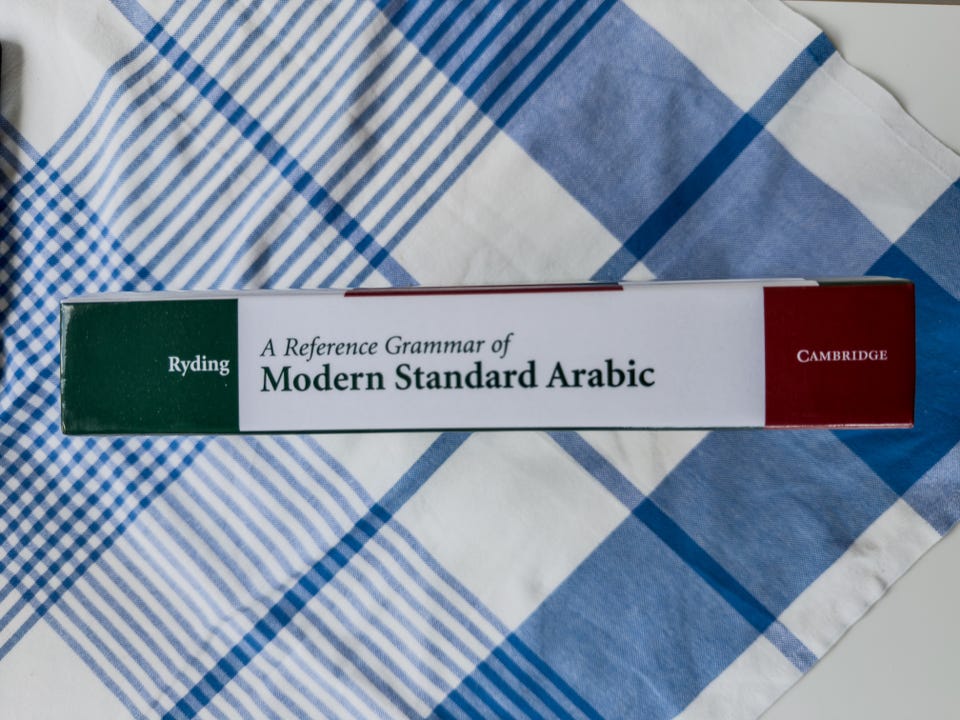 Ryding
A Reference Grammar of
Modern Standard Arabic
CAMBRIDGE